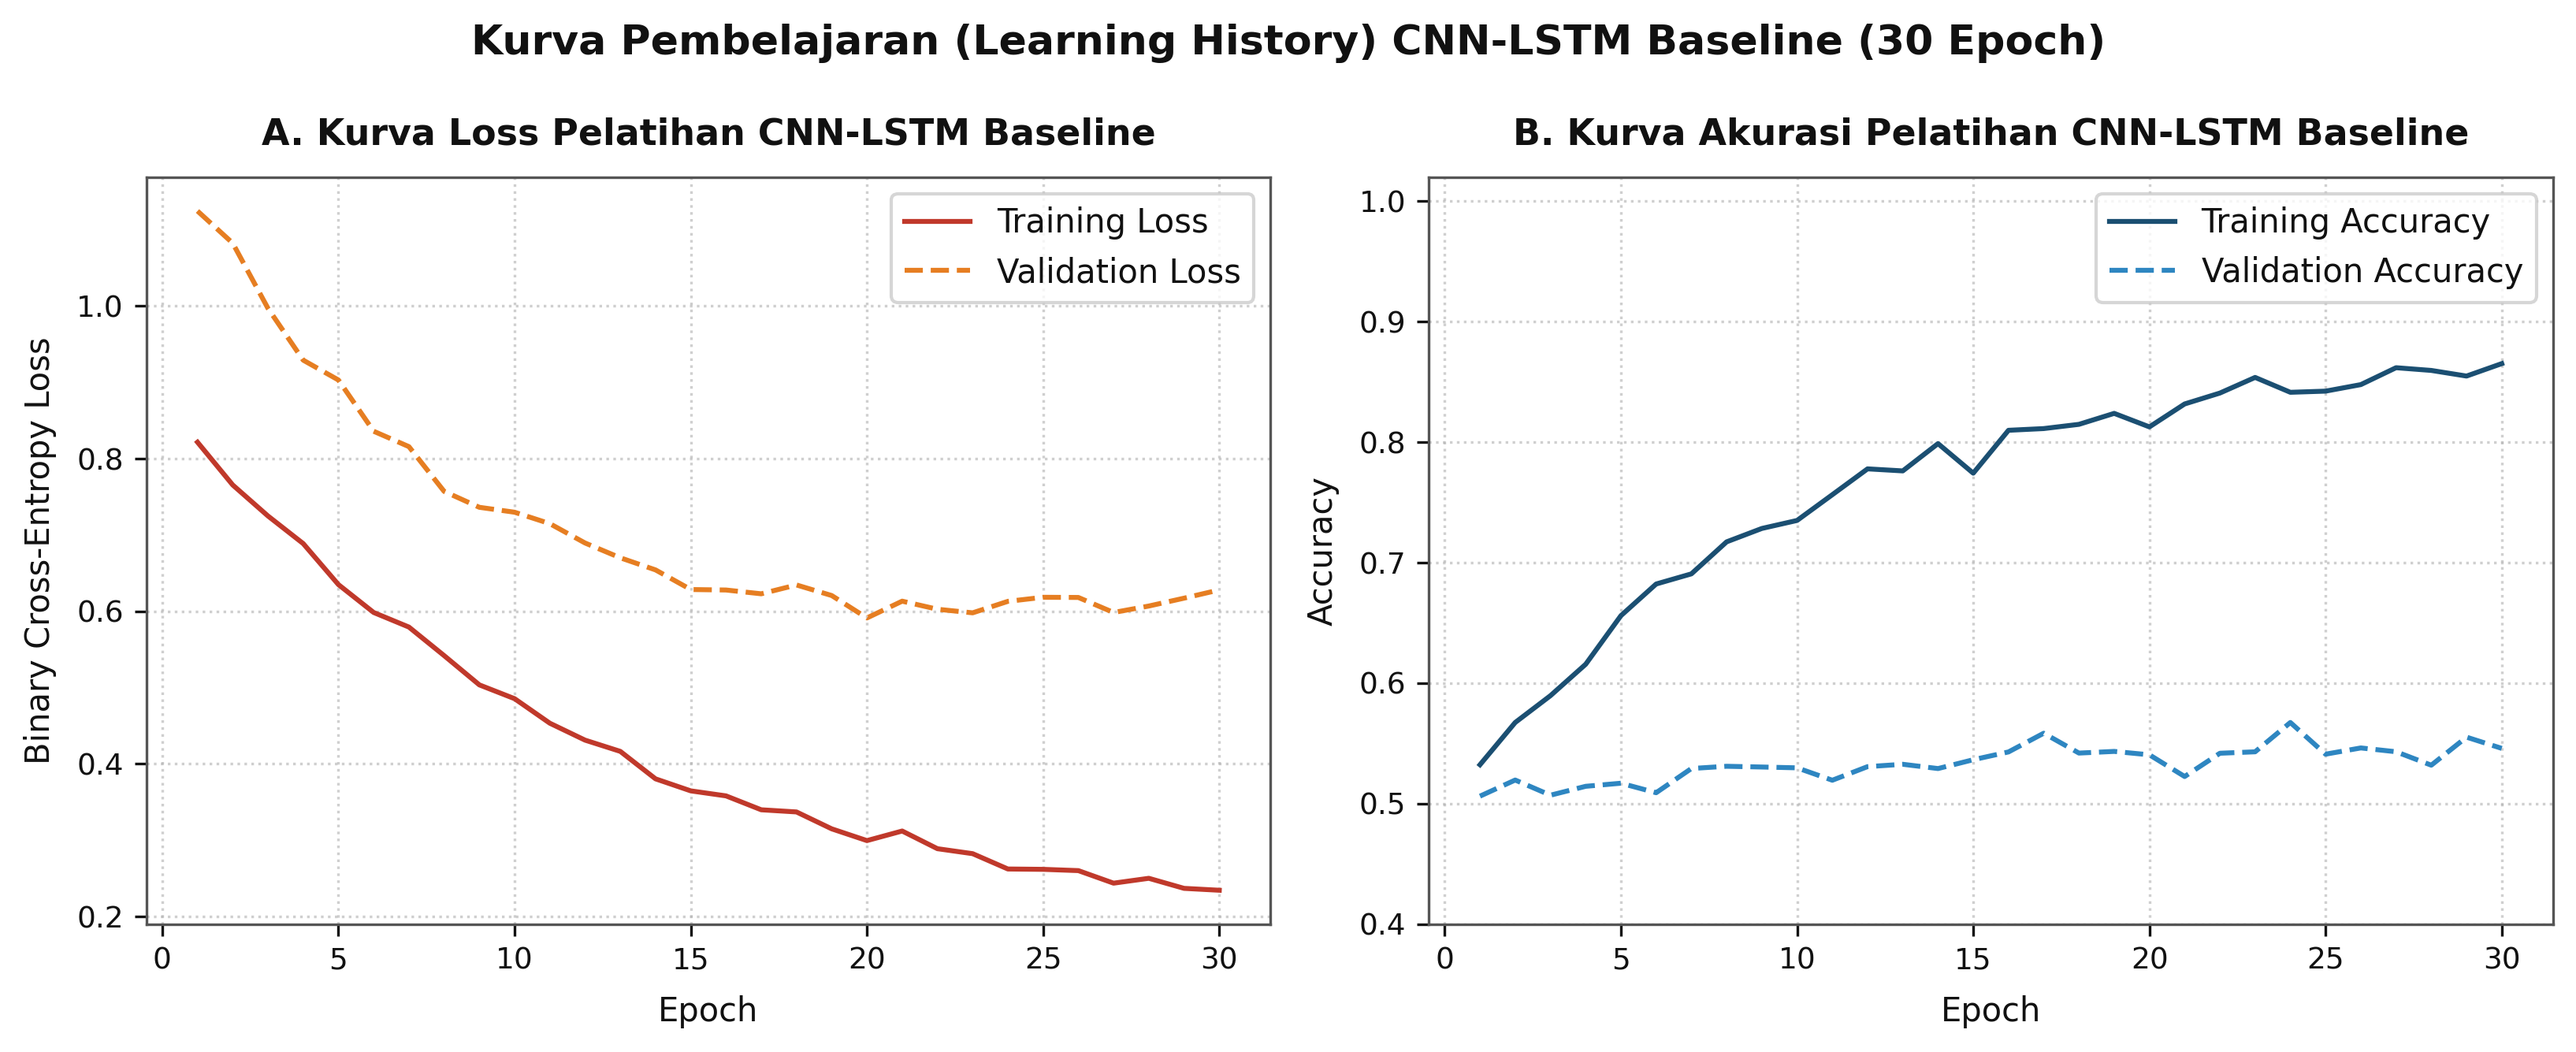 Kurva Pembelajaran (Learning History) CNN-LSTM Baseline (30 Epoch)
A. Kurva Loss Pelatihan CNN-LSTM Baseline
Training Loss
Validation Loss
Binary Cross-Entropy Loss
1.0
0.8
0.6
0.4
0.2
0 5 10 15 20 25 30
Epoch
B. Kurva Akurasi Pelatihan CNN-LSTM Baseline
Training Accuracy
Validation Accuracy
Accuracy
1.0
0.9
0.8
0.7
0.6
0.5
0.4
0 5 10 15 20 25 30
Epoch